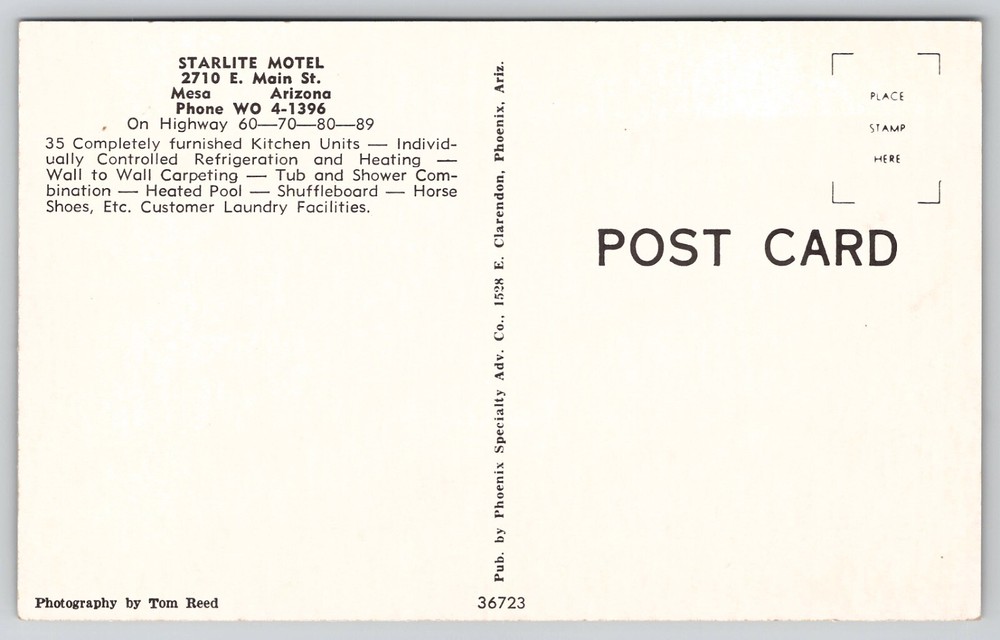 STARLITE MOTEL
2710 E. Main St.
Mesa Arizona
Phone WO 4-1396
On Highway 60—70—80—89
35 Completely furnished Kitchen Units — Individ-
ually Controlled Refrigeration and Heating —
Wall to Wall Carpeting — Tub and Shower Com-
bination — Heated Pool — Shuffleboard — Horse
Shoes, Etc. Customer Laundry Facilities.
Photography by Tom Reed
Pub. by Phoenix Specialty Adv. Co., 1528 E. Clarendon, Phoenix, Ariz.
36723
PLACE
STAMP
HERE
POST CARD